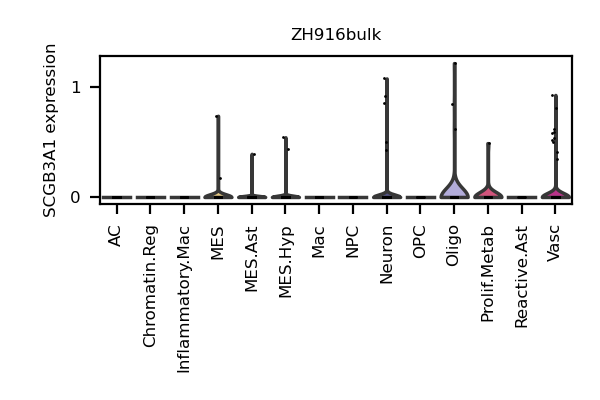 ZH916bulk
SCGB3A1 expression
1
0
AC
Chromatin.Reg
Inflammatory.Mac
MES
MES.Ast
MES.Hyp
Mac
NPC
Neuron
OPC
Oligo
Prolif.Metab
Reactive.Ast
Vasc